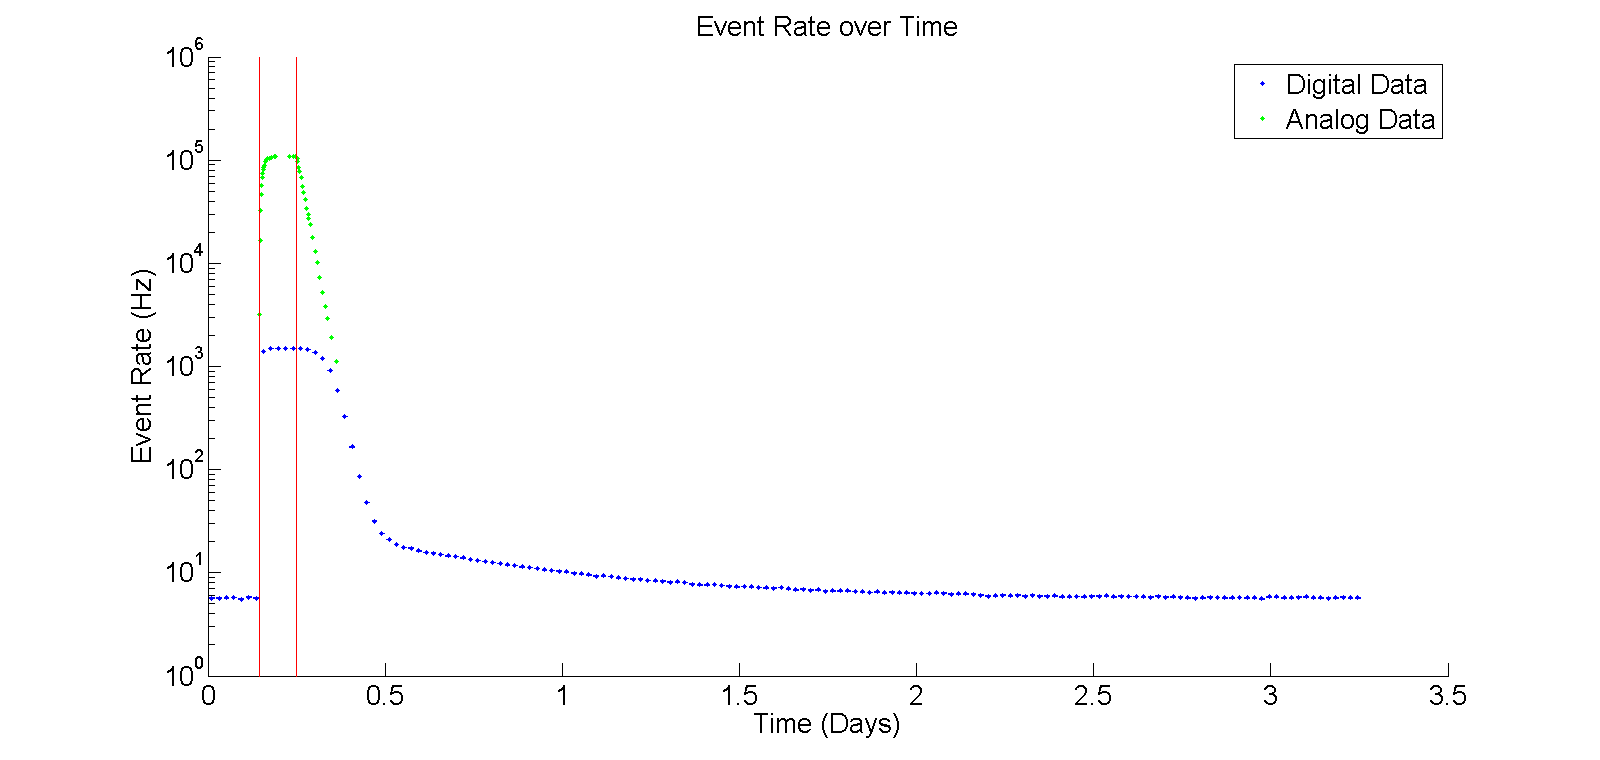 Event Rate over Time
Digital Data
Analog Data
10^6
10^5
10^4
10^3
10^2
10^1
10^0
Event Rate (Hz)
0 0.5 1 1.5 2 2.5 3 3.5
Time (Days)